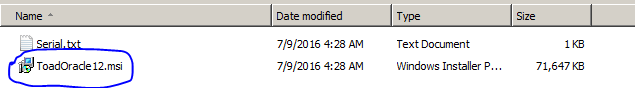 Name Date modified Type Size
Serial.txt 7/9/2016 4:28 AM Text Document 1 KB
ToadOracle12.msi 7/9/2016 4:28 AM Windows Installer P... 71,647 KB